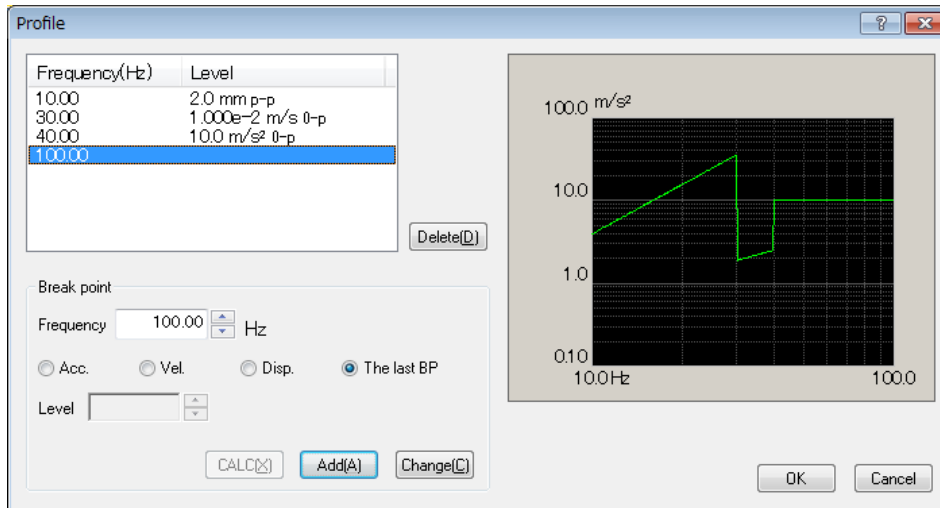 Profile
Frequency(Hz) Level
10.00 2.0 mm p-p
30.00 1.000e-2 m/s 0-p
40.00 10.0 m/s² 0-p
100.00
Delete(D)
Break point
Frequency 100.00 Hz
Acc. Vel. Disp. The last BP
Level
CALC(X) Add(A) Change(C)
100.0 m/s²
10.0
1.0
0.10
10.0Hz 100.0
OK Cancel